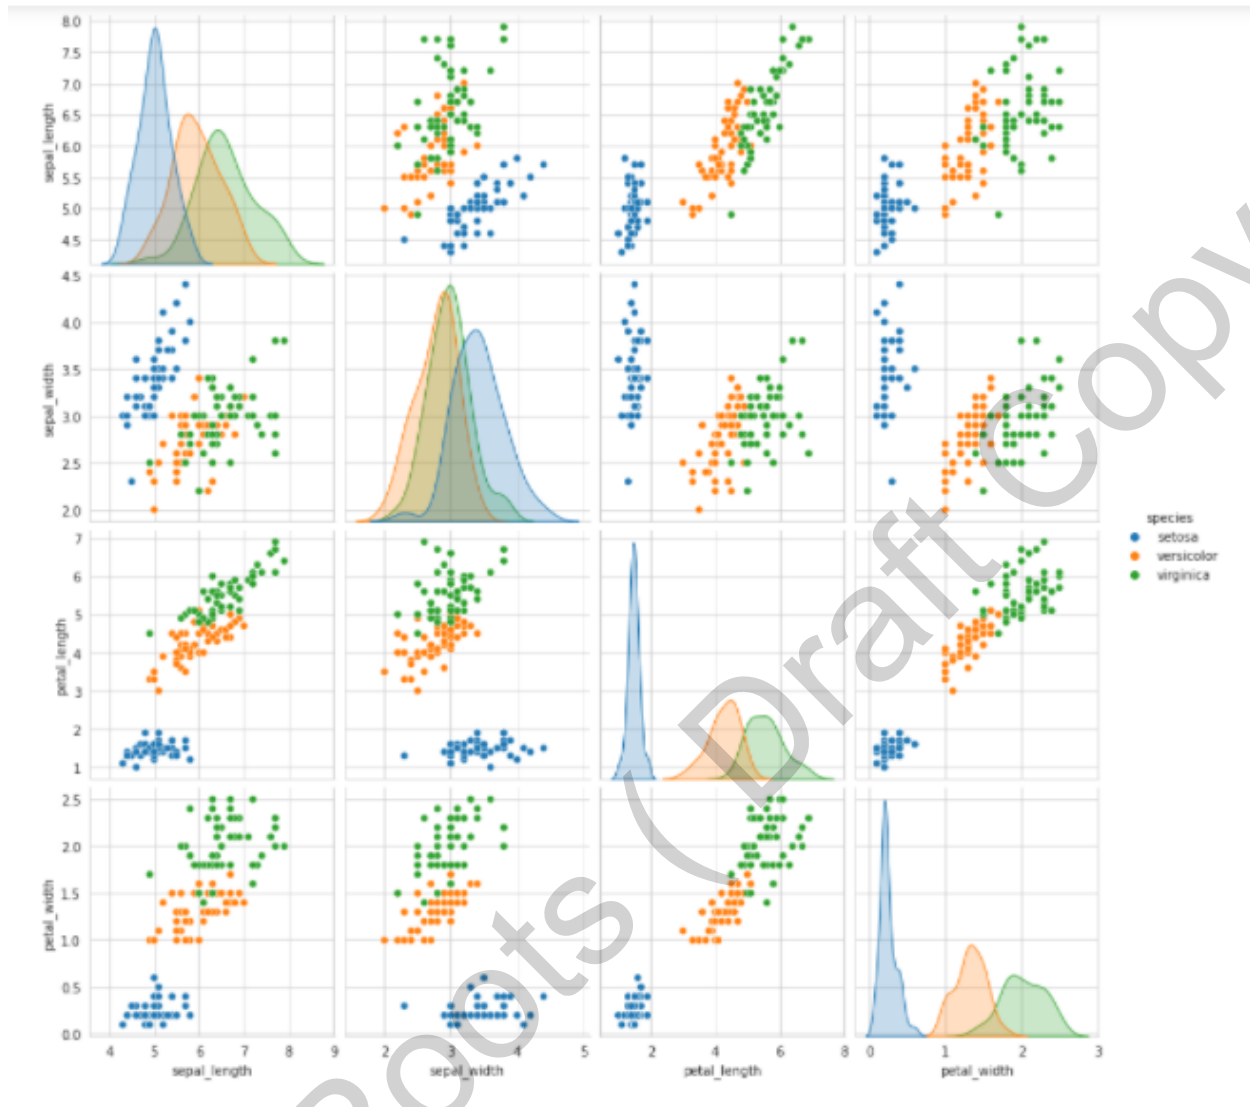 8.0
7.5
7.0
6.5
6.0
5.5
5.0
4.5
sepal_length
4.5
4.0
3.5
3.0
2.5
2.0
sepal_width
7
6
5
4
3
2
1
petal_length
2.5
2.0
1.5
1.0
0.5
0.0
petal_width
4 5 6 7 8 9
sepal_length
2 3 4 5
sepal_width
2 4 6 8
petal_length
0 1 2 3
petal_width
species
setosa
versicolor
virginica
Roots ( Draft Copy